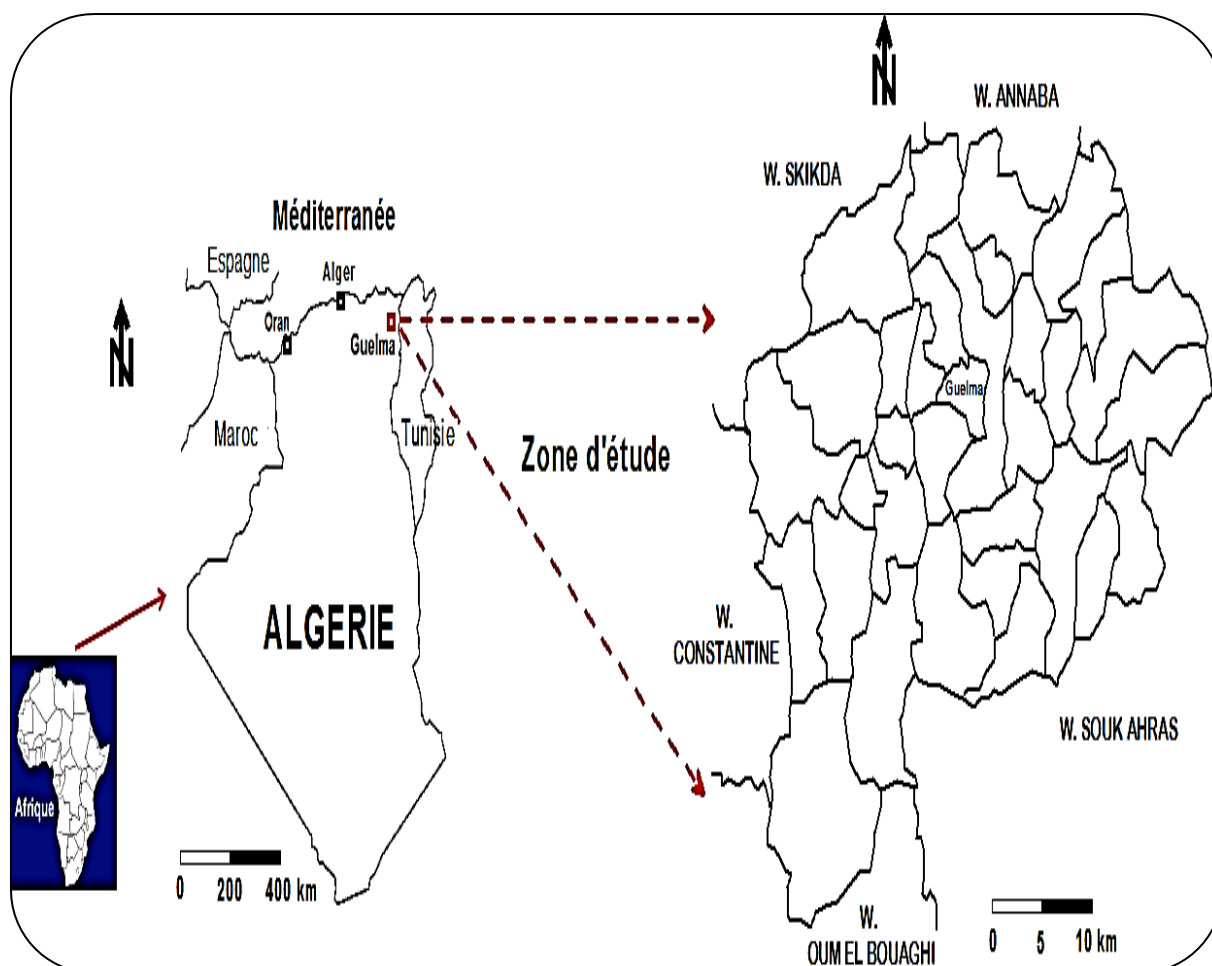 N
W. ANNABA
W. SKIKDA
Méditerranée
Espagne
Alger
Oran
Guelma
N
Maroc
Tunisie
Zone d'étude
Guelma
ALGERIE
W.
CONSTANTINE
W. SOUK AHRAS
Afrique
0 200 400 km
W.
OUM EL BOUAGHI
0 5 10 km